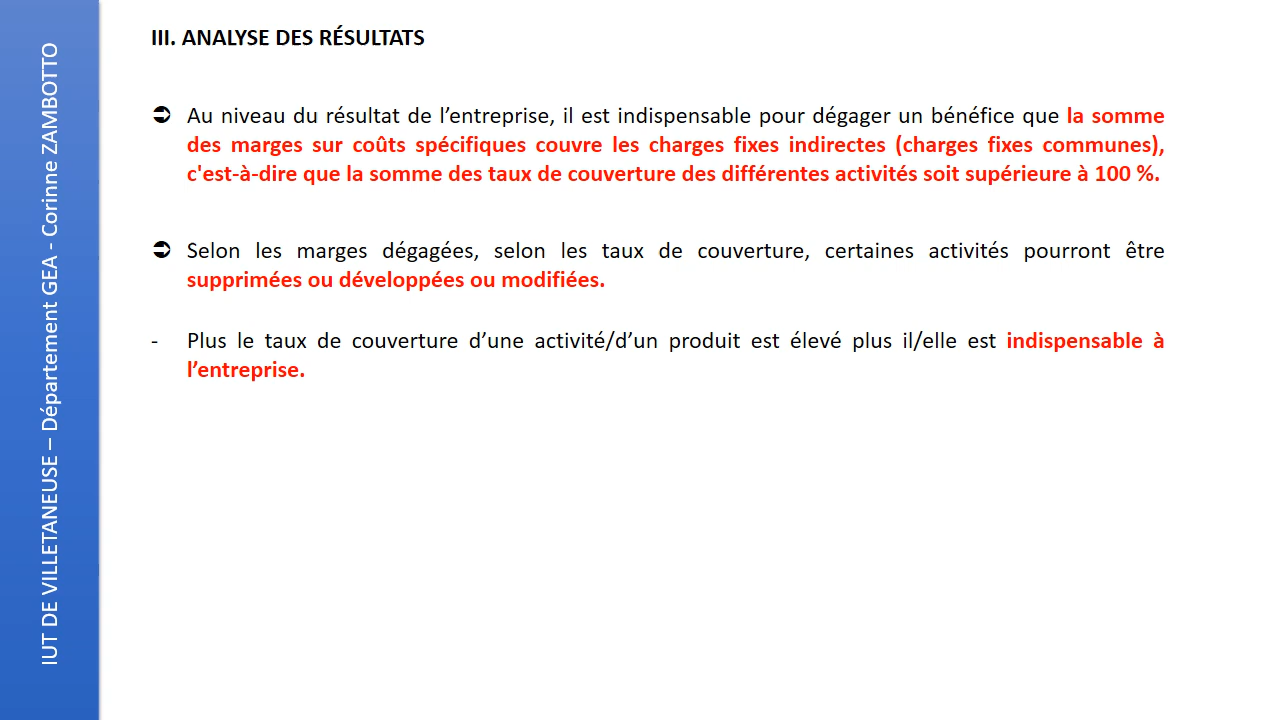 III. ANALYSE DES RÉSULTATS
➲ Au niveau du résultat de l’entreprise, il est indispensable pour dégager un bénéfice que la somme
des marges sur coûts spécifiques couvre les charges fixes indirectes (charges fixes communes),
c'est-à-dire que la somme des taux de couverture des différentes activités soit supérieure à 100 %.
➲ Selon les marges dégagées, selon les taux de couverture, certaines activités pourront être
supprimées ou développées ou modifiées.
- Plus le taux de couverture d’une activité/d’un produit est élevé plus il/elle est indispensable à
l’entreprise.
IUT DE VILLETANEUSE – Département GEA - Corinne ZAMBOTTO